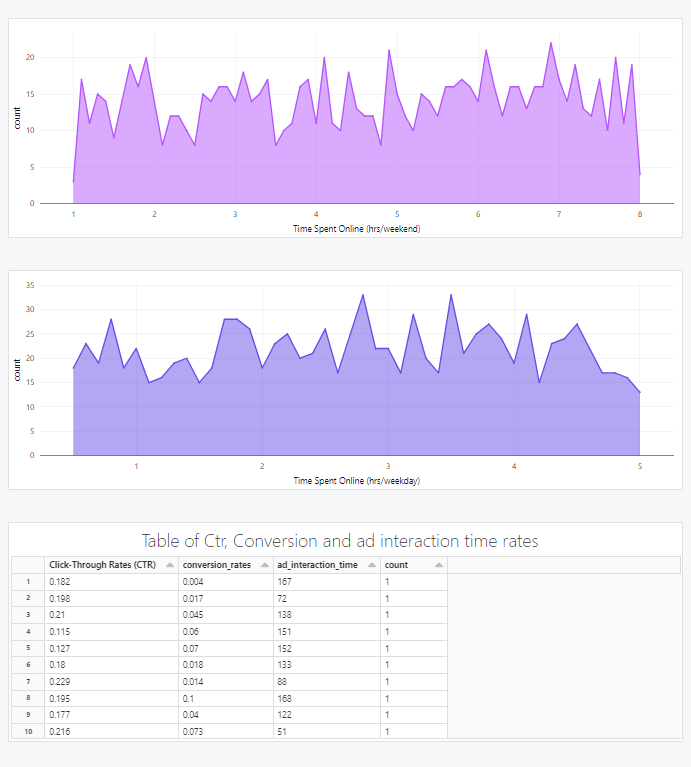 20
15
10
5
0
count
1 2 3 4 5 6 7 8
Time Spent Online (hrs/weekend)
35
30
25
20
15
10
5
0
count
1 2 3 4 5
Time Spent Online (hrs/weekday)
Table of Ctr, Conversion and ad interaction time rates
Click-Through Rates (CTR) conversion_rates ad_interaction_time count
1 0.182 0.004 167 1
2 0.198 0.017 72 1
3 0.21 0.045 138 1
4 0.115 0.06 151 1
5 0.127 0.07 152 1
6 0.18 0.018 133 1
7 0.229 0.014 88 1
8 0.195 0.1 168 1
9 0.177 0.04 122 1
10 0.216 0.073 51 1